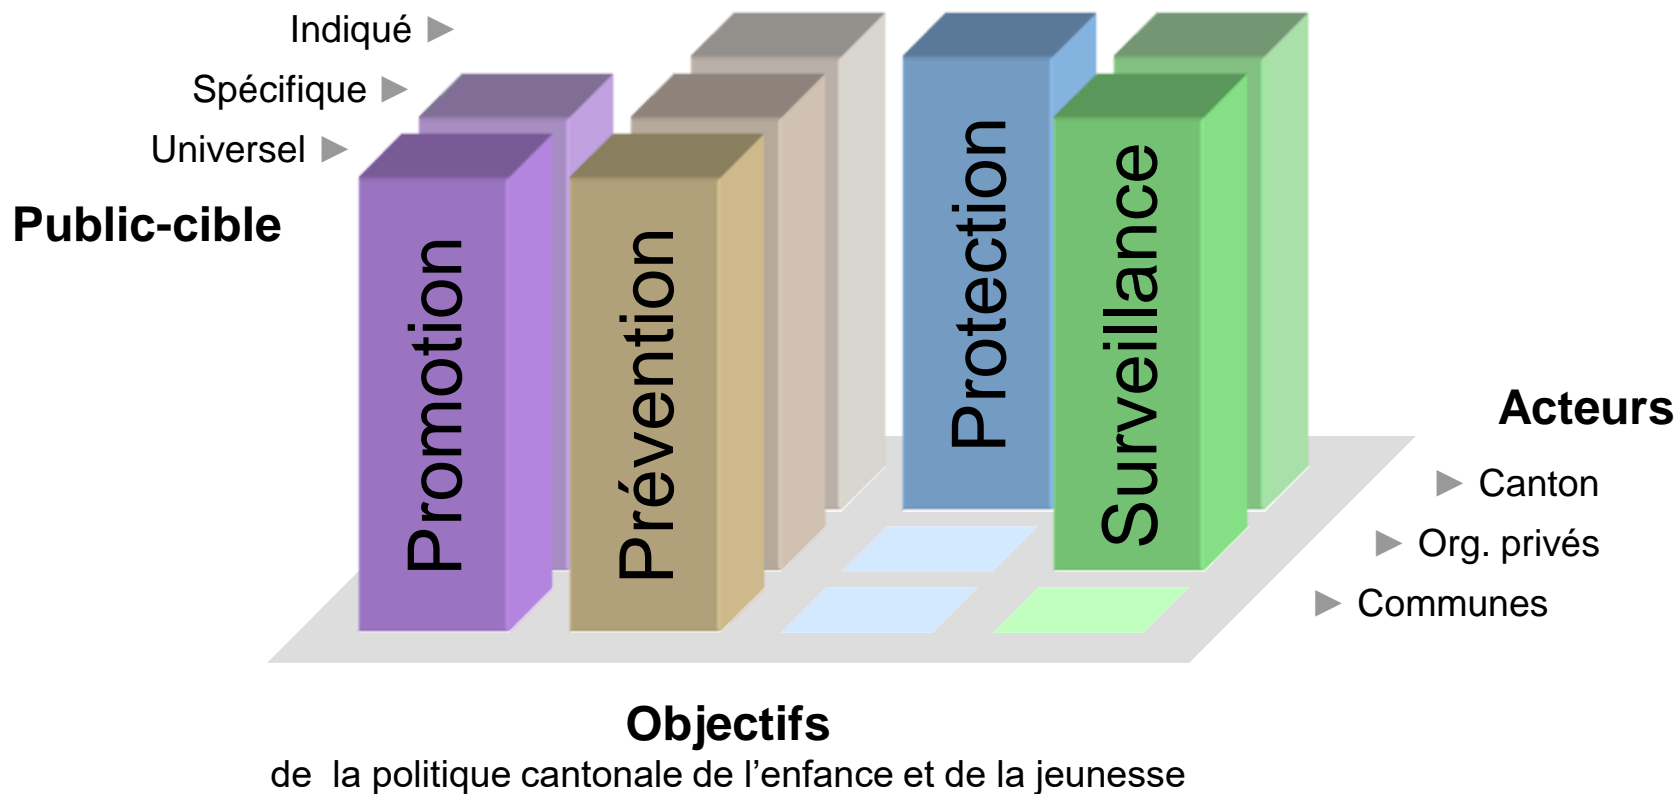 Indiqué
Spécifique
Universel
Public-cible
Promotion
Prévention
Protection
Surveillance
Acteurs
Canton
Org. privés
Communes
Objectifs
de la politique cantonale de l’enfance et de la jeunesse